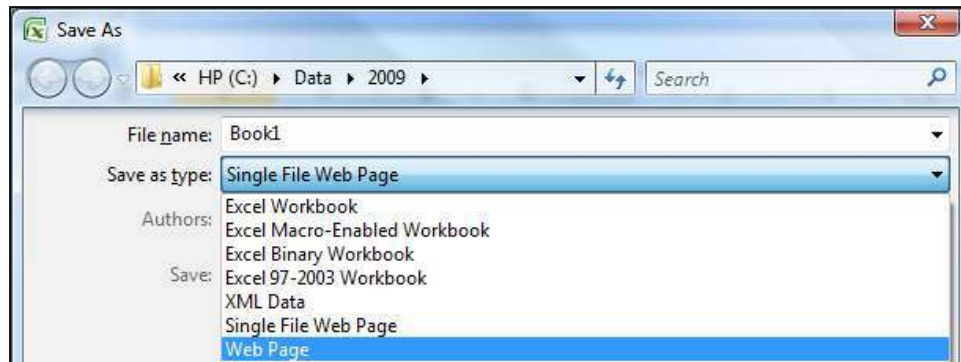 Save As
« HP (C:) ▸ Data ▸ 2009 ▸ Search
File name: Book1
Save as type: Single File Web Page
Authors:
Excel Workbook
Excel Macro-Enabled Workbook
Excel Binary Workbook
Save: Excel 97-2003 Workbook
XML Data
Single File Web Page
Web Page